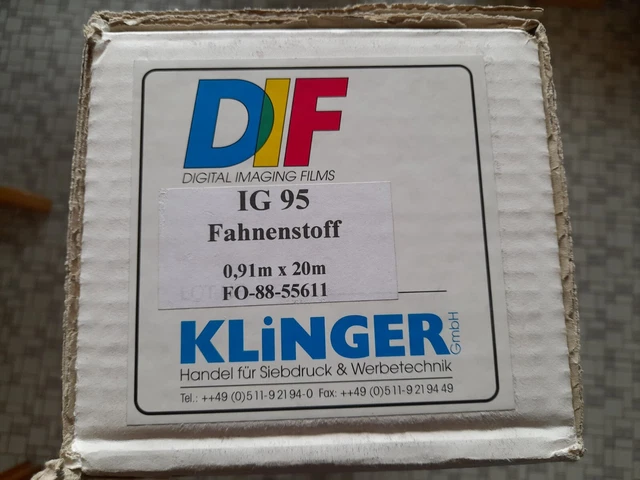 DIF
DIGITAL IMAGING FILMS
IG 95
Fahnenstoff
0,91m x 20m
FO-88-55611
KLiNGER GmbH
Handel für Siebdruck & Werbetechnik
Tel.: ++49 (0)511-9 21 94-0 Fax: ++49 (0)511-9 21 94 49